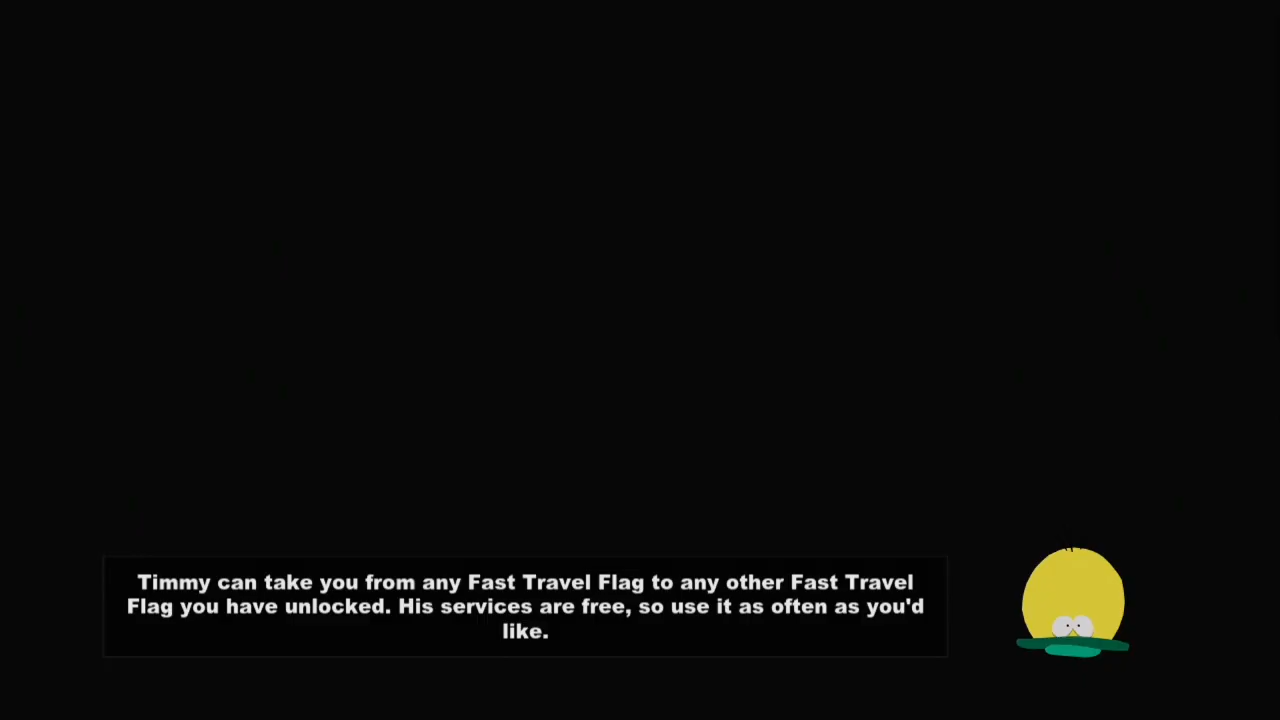 Timmy can take you from any Fast Travel Flag to any other Fast Travel
Flag you have unlocked. His services are free, so use it as often as you'd
like.